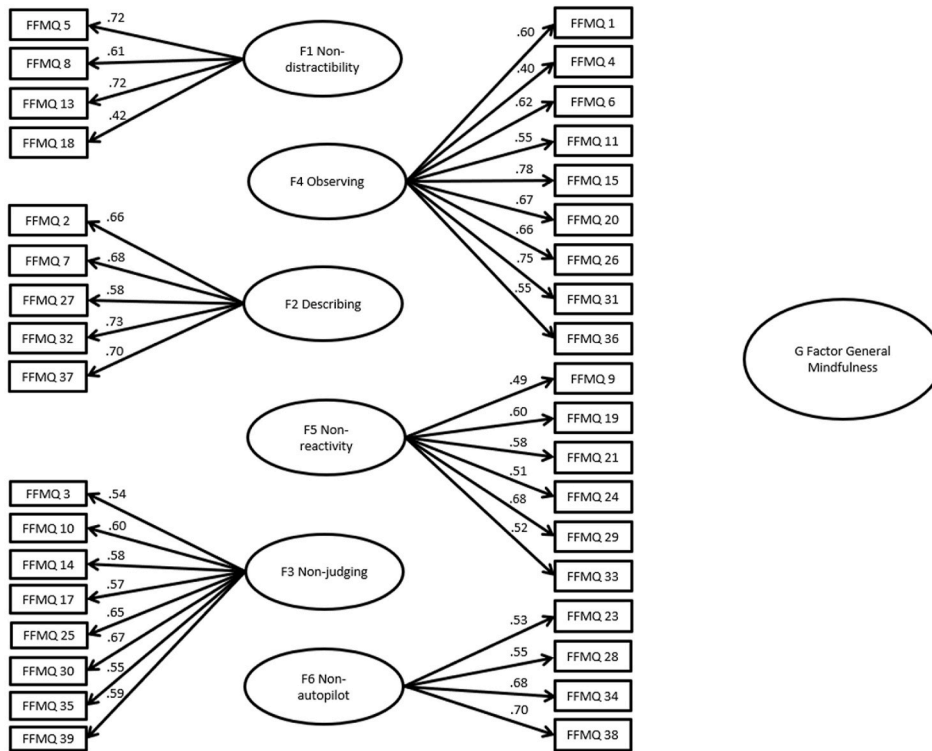 FFMQ 5
.72
FFMQ 8
.61
FFMQ 13
.72
FFMQ 18
.42
F1 Non-
distractibility
FFMQ 2
.66
FFMQ 7
.68
FFMQ 27
.58
FFMQ 32
.73
FFMQ 37
.70
F2 Describing
FFMQ 3
.54
FFMQ 10
.60
FFMQ 14
.58
FFMQ 17
.57
FFMQ 25
.65
FFMQ 30
.67
FFMQ 35
.55
FFMQ 39
.59
F3 Non-judging
F4 Observing
.60
FFMQ 1
.40
FFMQ 4
.62
FFMQ 6
.55
FFMQ 11
.78
FFMQ 15
.67
FFMQ 20
.66
FFMQ 26
.75
FFMQ 31
.55
FFMQ 36
F5 Non-
reactivity
.49
FFMQ 9
.60
FFMQ 19
.58
FFMQ 21
.51
FFMQ 24
.68
FFMQ 29
.52
FFMQ 33
F6 Non-
autopilot
.53
FFMQ 23
.55
FFMQ 28
.68
FFMQ 34
.70
FFMQ 38
G Factor General
Mindfulness